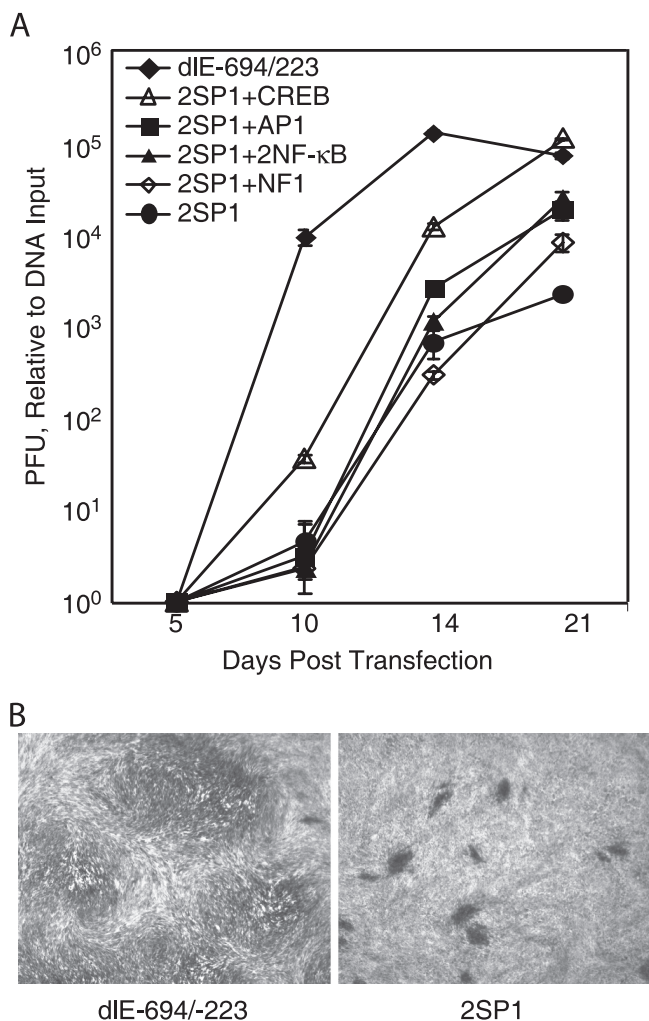 A
PFU, Relative to DNA Input
10⁶
10⁵
10⁴
10³
10²
10¹
10⁰
dIE-694/223
2SP1+CREB
2SP1+AP1
2SP1+2NF-κB
2SP1+NF1
2SP1
5 10 14 21
Days Post Transfection
B
dIE-694/-223 2SP1